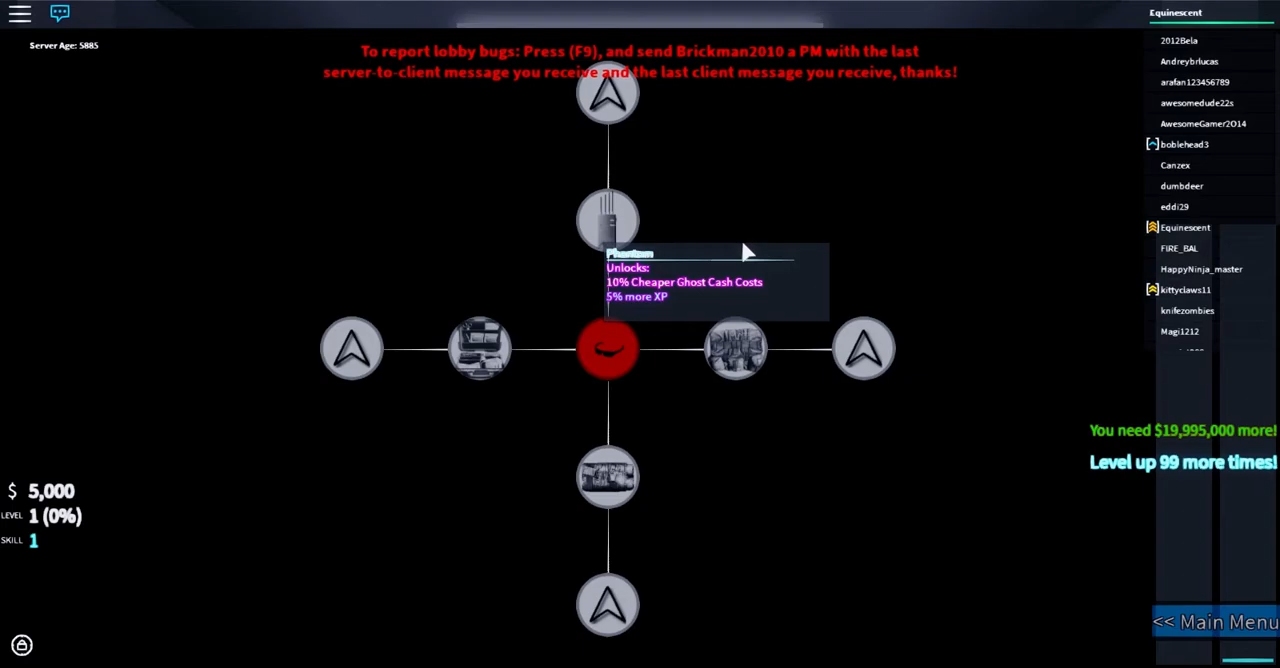 Equinescent
Server Age: 5885
To report lobby bugs: Press (F9), and send Brickman2010 a PM with the last
server-to-client message you receive and the last client message you receive, thanks!
2012Bela
Andreybrlucas
arafan123456789
awesomedude22s
AwesomeGamer2O14
boblehead3
Canzex
dumbdeer
eddi29
Equinescent
FIRE_BAL
HappyNinja_master
kittyclaws11
knifezombies
Magi1212
Phantom
Unlocks:
10% Cheaper Ghost Cash Costs
5% more XP
You need $19,995,000 more!
Level up 99 more times!
$ 5,000
LEVEL 1 (0%)
SKILL 1
<< Main Menu